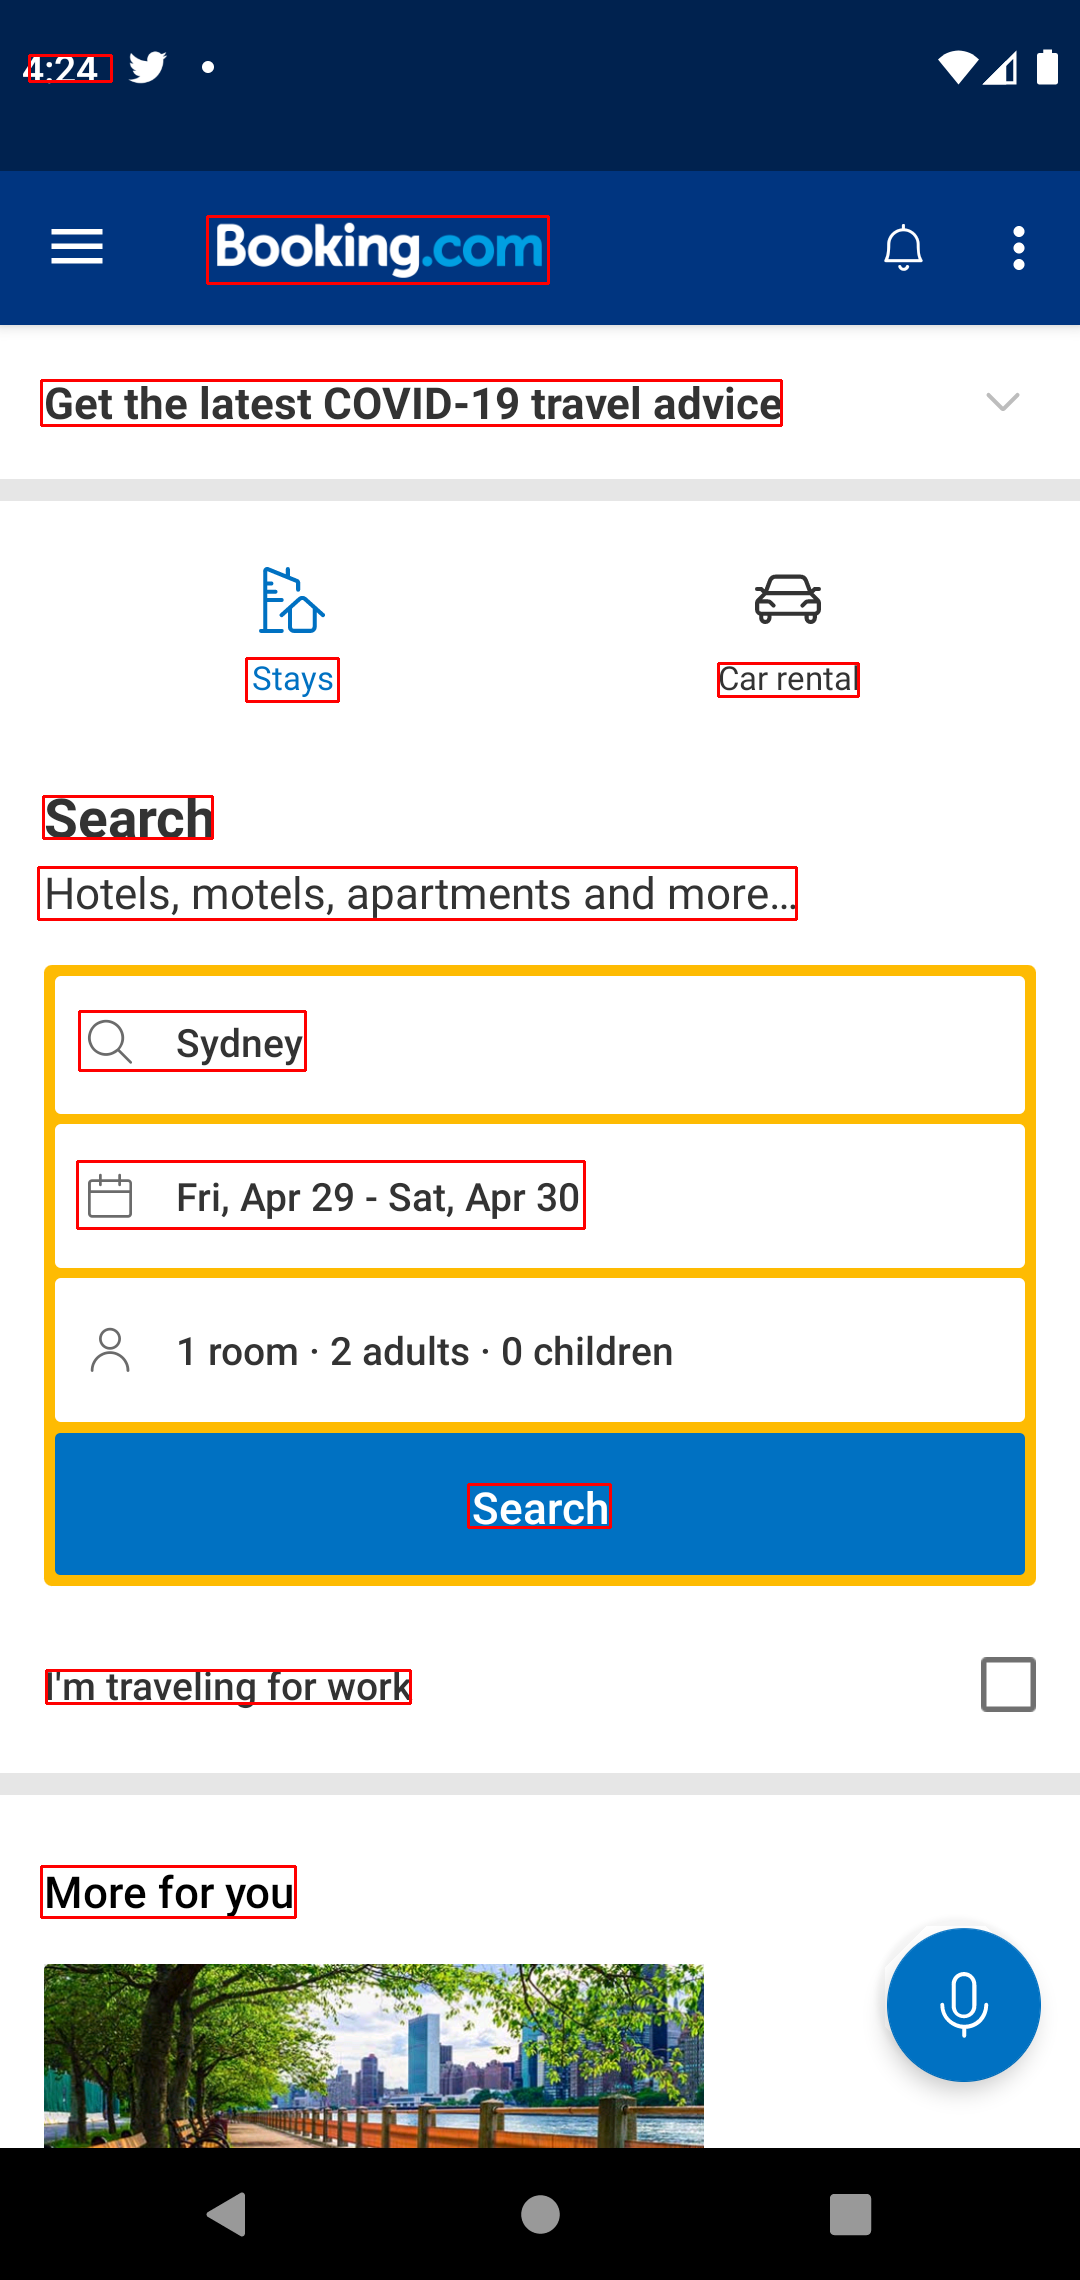 4:24
Booking.com
Get the latest COVID-19 travel advice
Stays
Car rental
Search
Hotels, motels, apartments and more…
Sydney
Fri, Apr 29 - Sat, Apr 30
1 room · 2 adults · 0 children
Search
I'm traveling for work
More for you